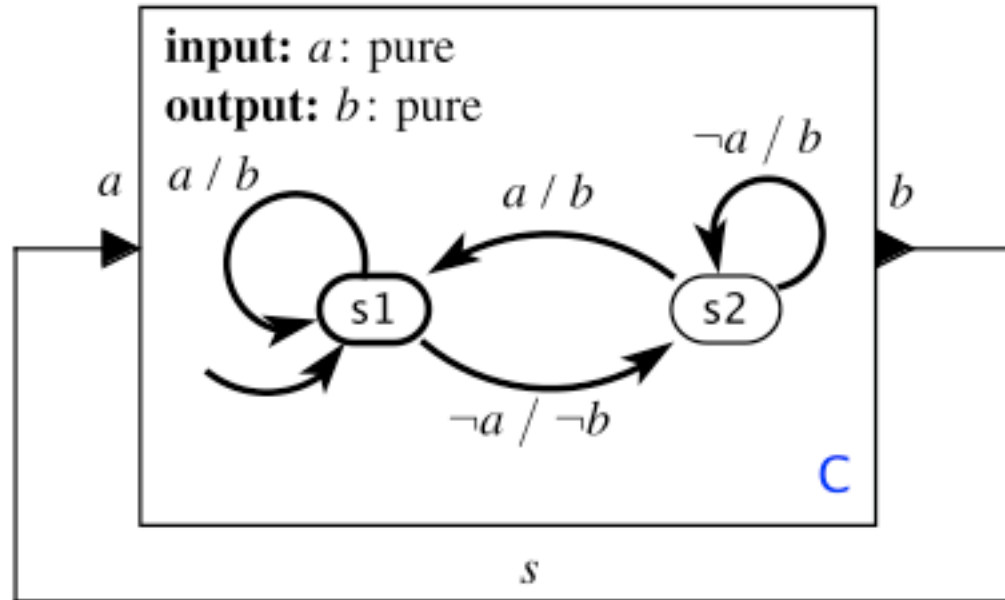 input: a: pure
output: b: pure
¬a / b
a
a / b
a / b
b
s1
s2
¬a / ¬b
C
s